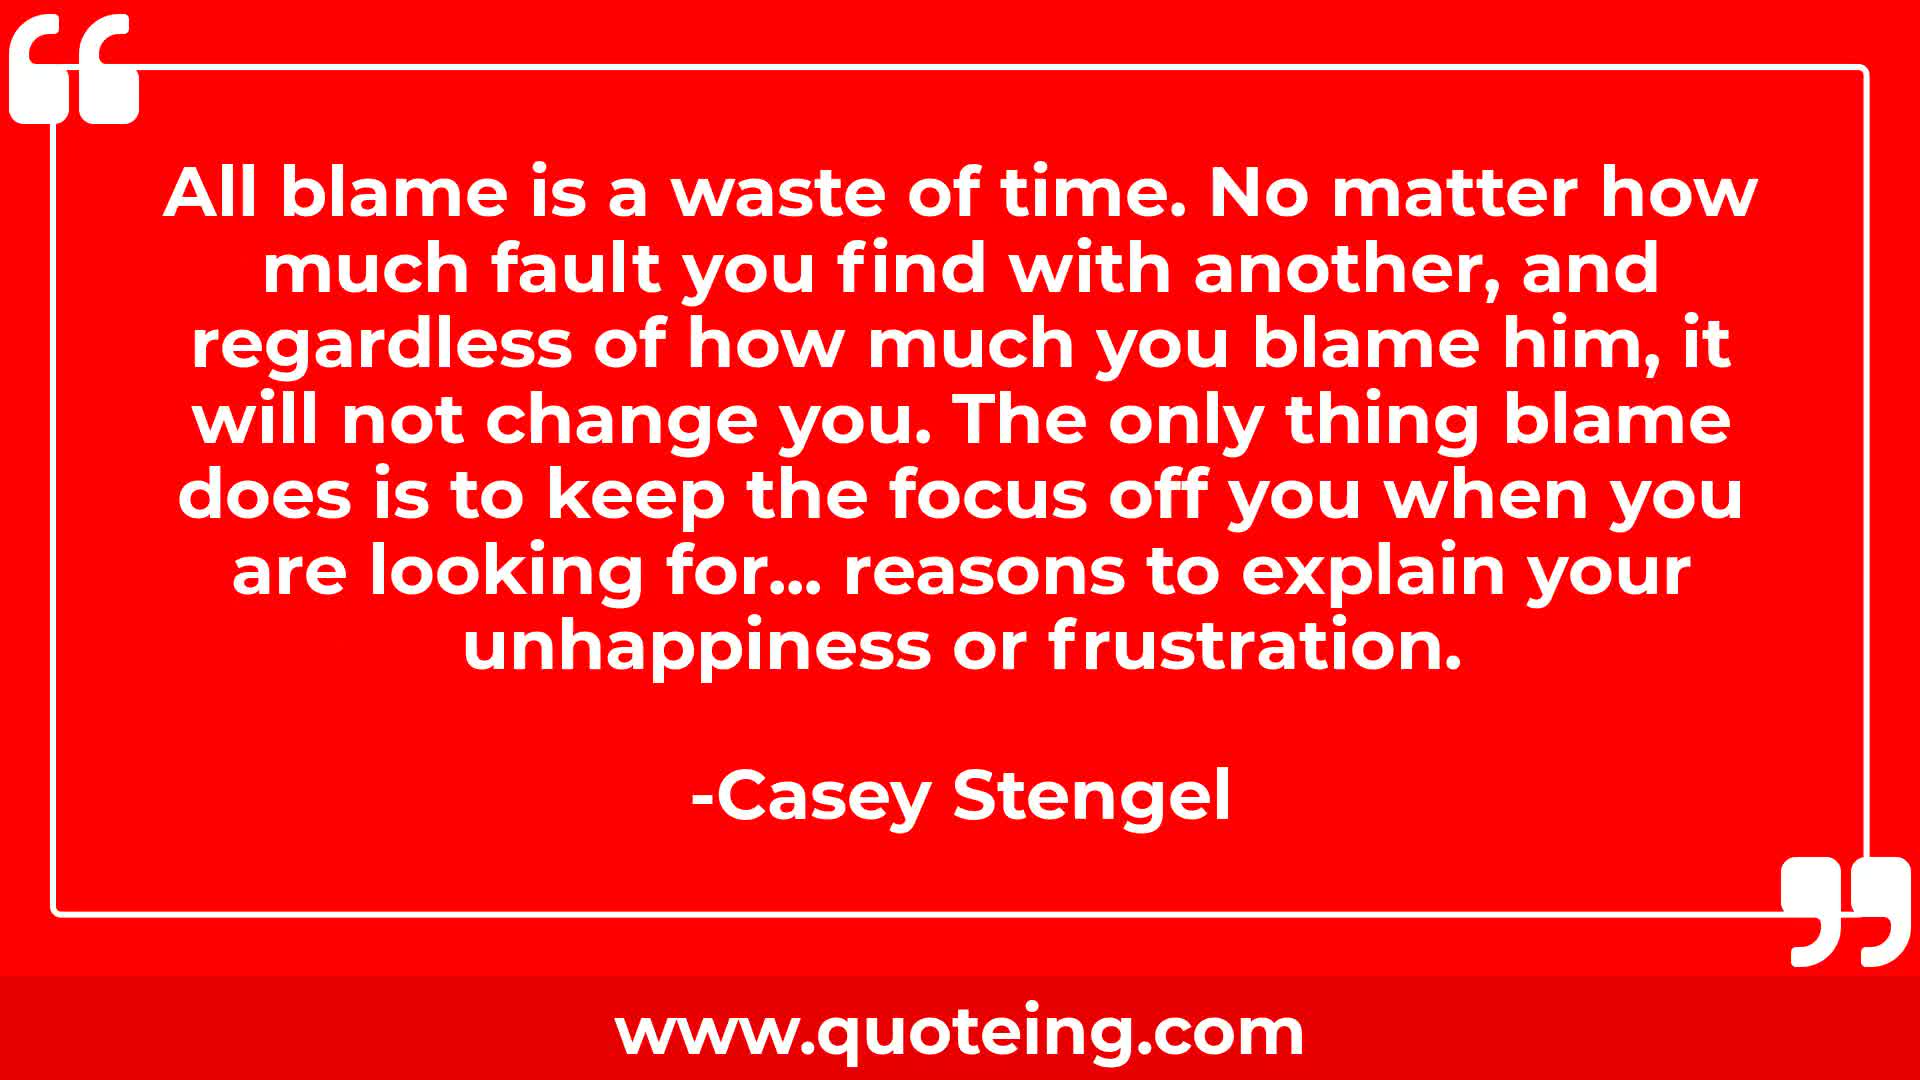 All blame is a waste of time. No matter how
much fault you find with another, and
regardless of how much you blame him, it
will not change you. The only thing blame
does is to keep the focus off you when you
are looking for... reasons to explain your
unhappiness or frustration.
-Casey Stengel
www.quoteing.com